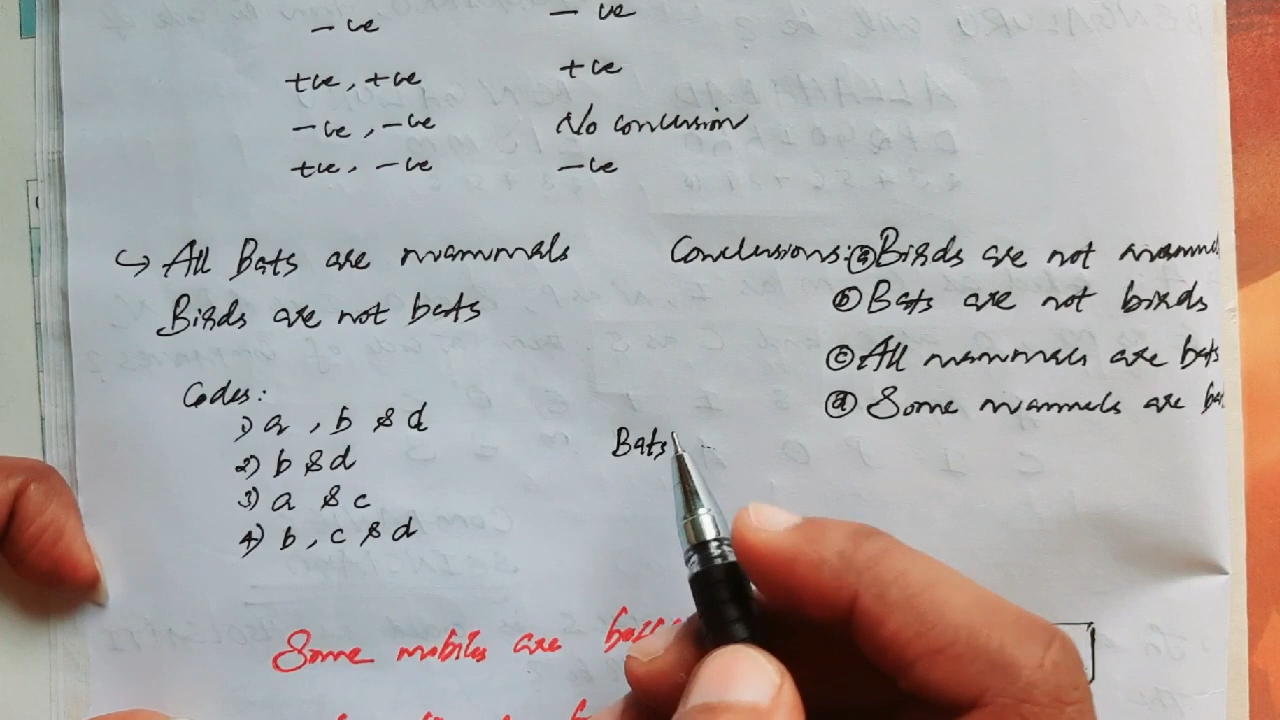 -ve -ve
+ve, +ve +ve
-ve, -ve No conclusion
+ve, -ve -ve
↪ All Bats are mammals
Birds are not bats
Conclusions: ⓐ Birds are not mammal
ⓑ Bats are not birds
ⓒ All mammals are bats
ⓓ Some mammals are ba
Codes:
1) a, b & d
2) b & d
3) a & c
4) b, c & d
Bats
Some mobiles are